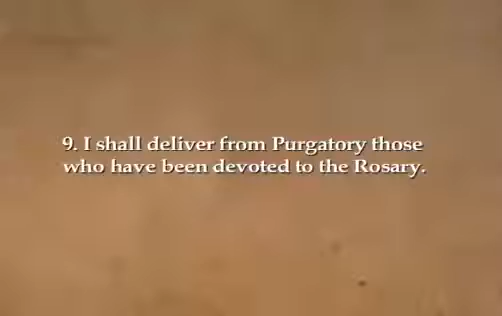 9. I shall deliver from Purgatory those
who have been devoted to the Rosary.